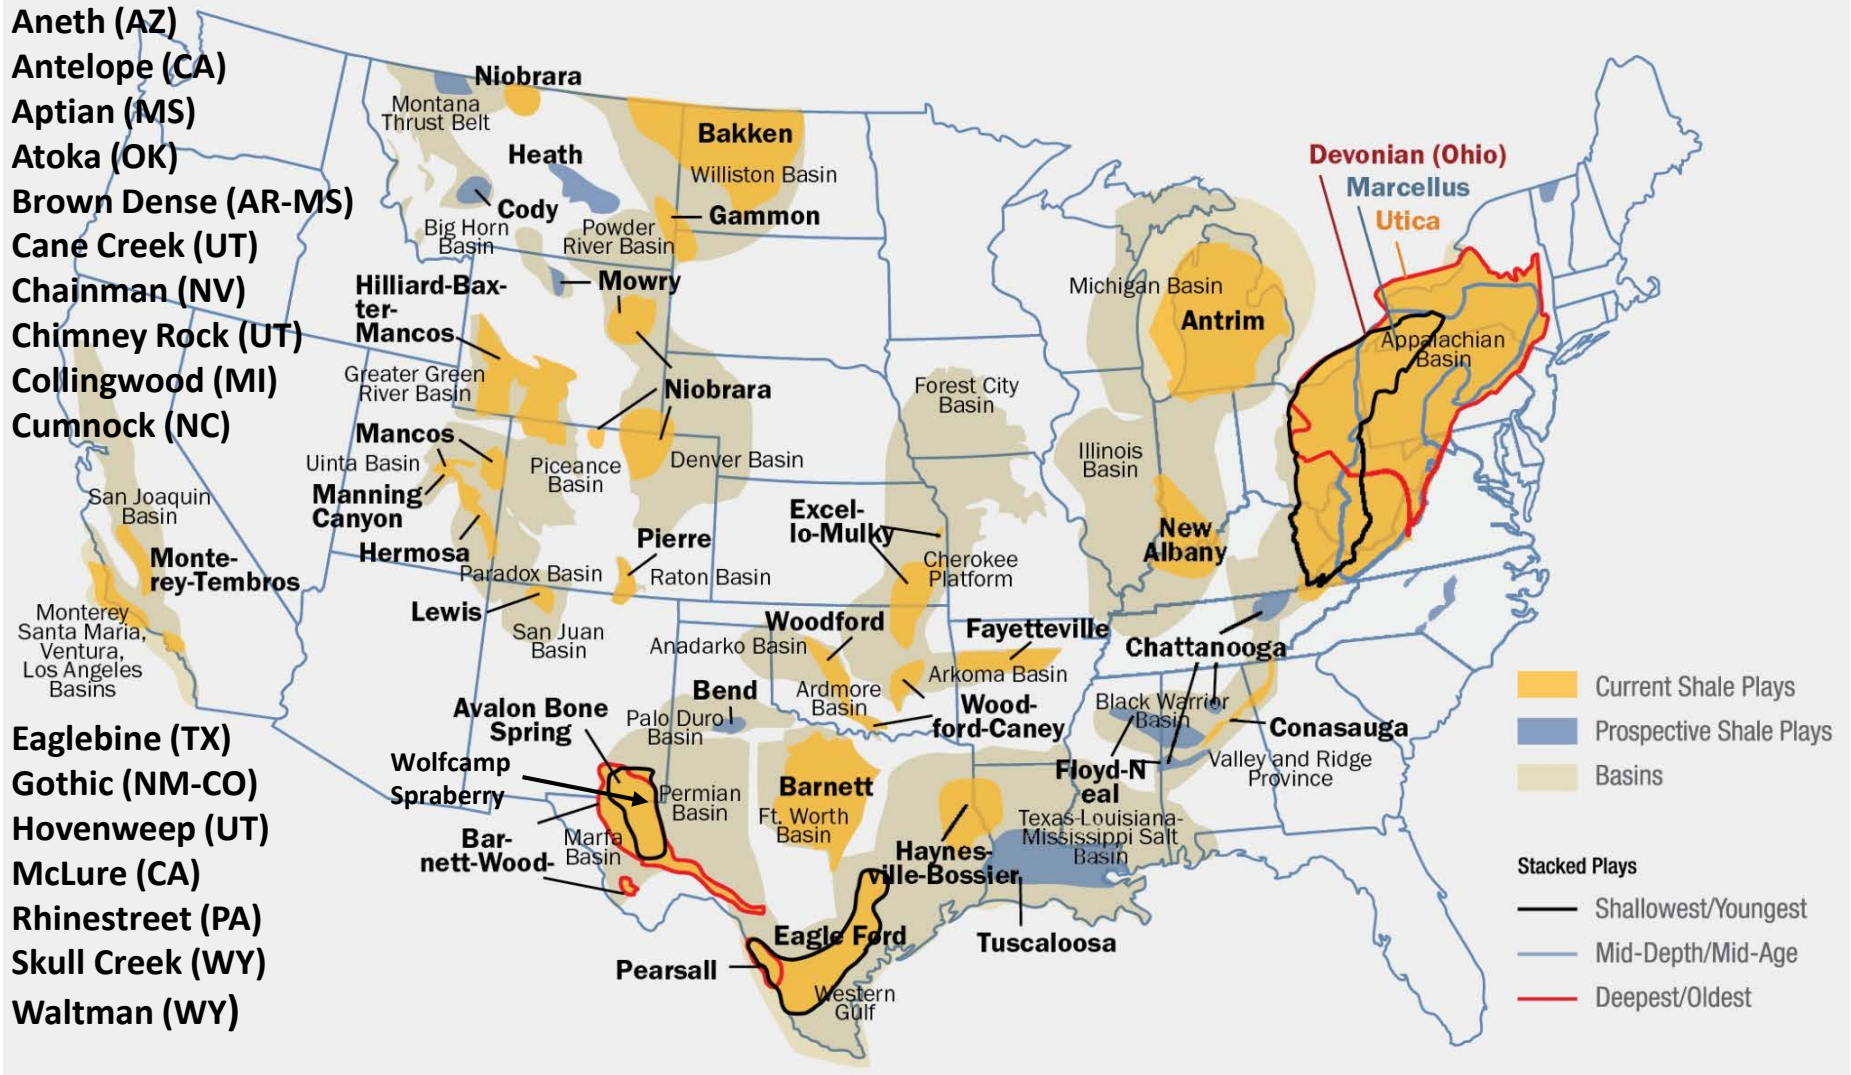 Aneth (AZ)
Antelope (CA)
Aptian (MS)
Atoka (OK)
Brown Dense (AR-MS)
Cane Creek (UT)
Chainman (NV)
Chimney Rock (UT)
Collingwood (MI)
Cumnock (NC)
Eaglebine (TX)
Gothic (NM-CO)
Hovenweep (UT)
McLure (CA)
Rhinestreet (PA)
Skull Creek (WY)
Waltman (WY)
Niobrara
Montana
Thrust Belt
Bakken
Williston Basin
Heath
Cody
Gammon
Big Horn
Basin
Powder
River Basin
Mowry
Hilliard-Bax-
ter-
Mancos
Greater Green
River Basin
Niobrara
Mancos
Uinta Basin
Piceance
Basin
Denver Basin
Manning
Canyon
Hermosa
Pierre
Paradox Basin
Raton Basin
Lewis
San Juan
Basin
San Joaquin
Basin
Monte-
rey-Tembros
Monterey
Santa Maria,
Ventura,
Los Angeles
Basins
Forest City
Basin
Excel-
lo-Mulky
Cherokee
Platform
Woodford
Anadarko Basin
Fayetteville
Arkoma Basin
Ardmore
Basin
Wood-
ford-Caney
Bend
Palo Duro
Basin
Avalon Bone
Spring
Wolfcamp
Spraberry
Permian
Basin
Barnett
Ft. Worth
Basin
Bar-
nett-Wood-
Marfa
Basin
Haynes-
ville-Bossier
Texas-Louisiana-
Mississippi Salt
Basin
Tuscaloosa
Eagle Ford
Pearsall
Western
Gulf
Michigan Basin
Antrim
Illinois
Basin
New
Albany
Devonian (Ohio)
Marcellus
Utica
Appalachian
Basin
Chattanooga
Black Warrior
Basin
Conasauga
Floyd-N
eal
Valley and Ridge
Province
Current Shale Plays
Prospective Shale Plays
Basins
Stacked Plays
Shallowest/Youngest
Mid-Depth/Mid-Age
Deepest/Oldest